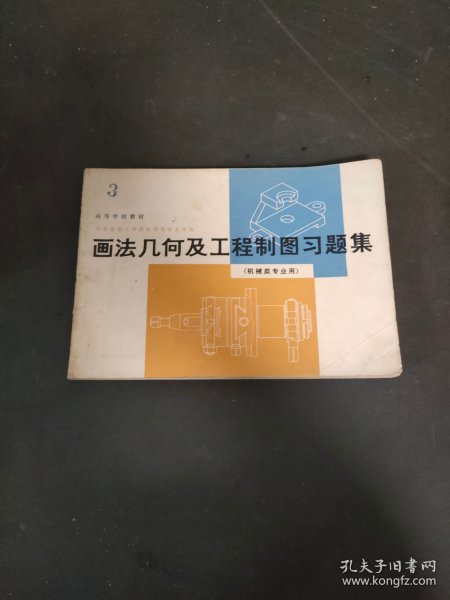 3
高等学校教材
画法几何及工程制图习题集
(机械类专业用)
孔夫子旧书网
www.kongfz.com